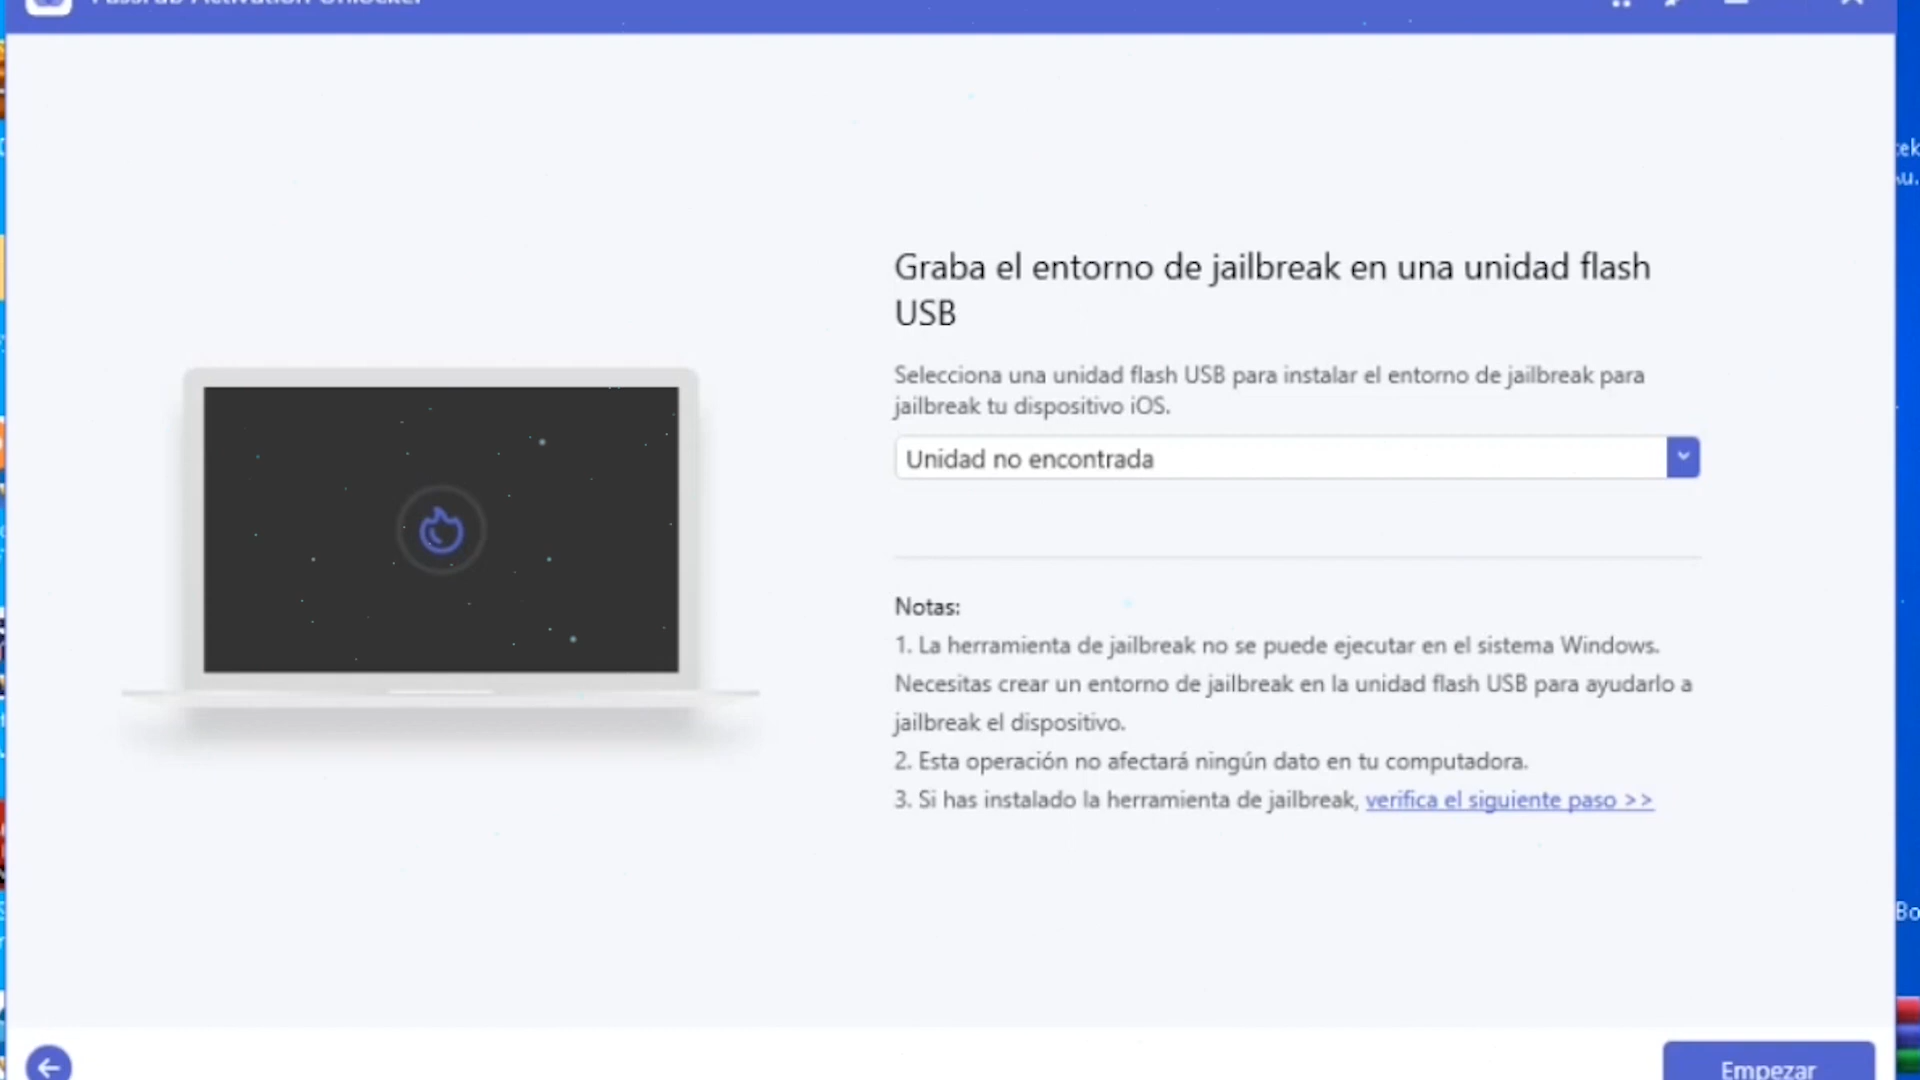 Graba el entorno de jailbreak en una unidad flash
USB
Selecciona una unidad flash USB para instalar el entorno de jailbreak para
jailbreak tu dispositivo iOS.
Unidad no encontrada
Notas:
1. La herramienta de jailbreak no se puede ejecutar en el sistema Windows.
Necesitas crear un entorno de jailbreak en la unidad flash USB para ayudarlo a
jailbreak el dispositivo.
2. Esta operación no afectará ningún dato en tu computadora.
3. Si has instalado la herramienta de jailbreak, verifica el siguiente paso >>
Empezar